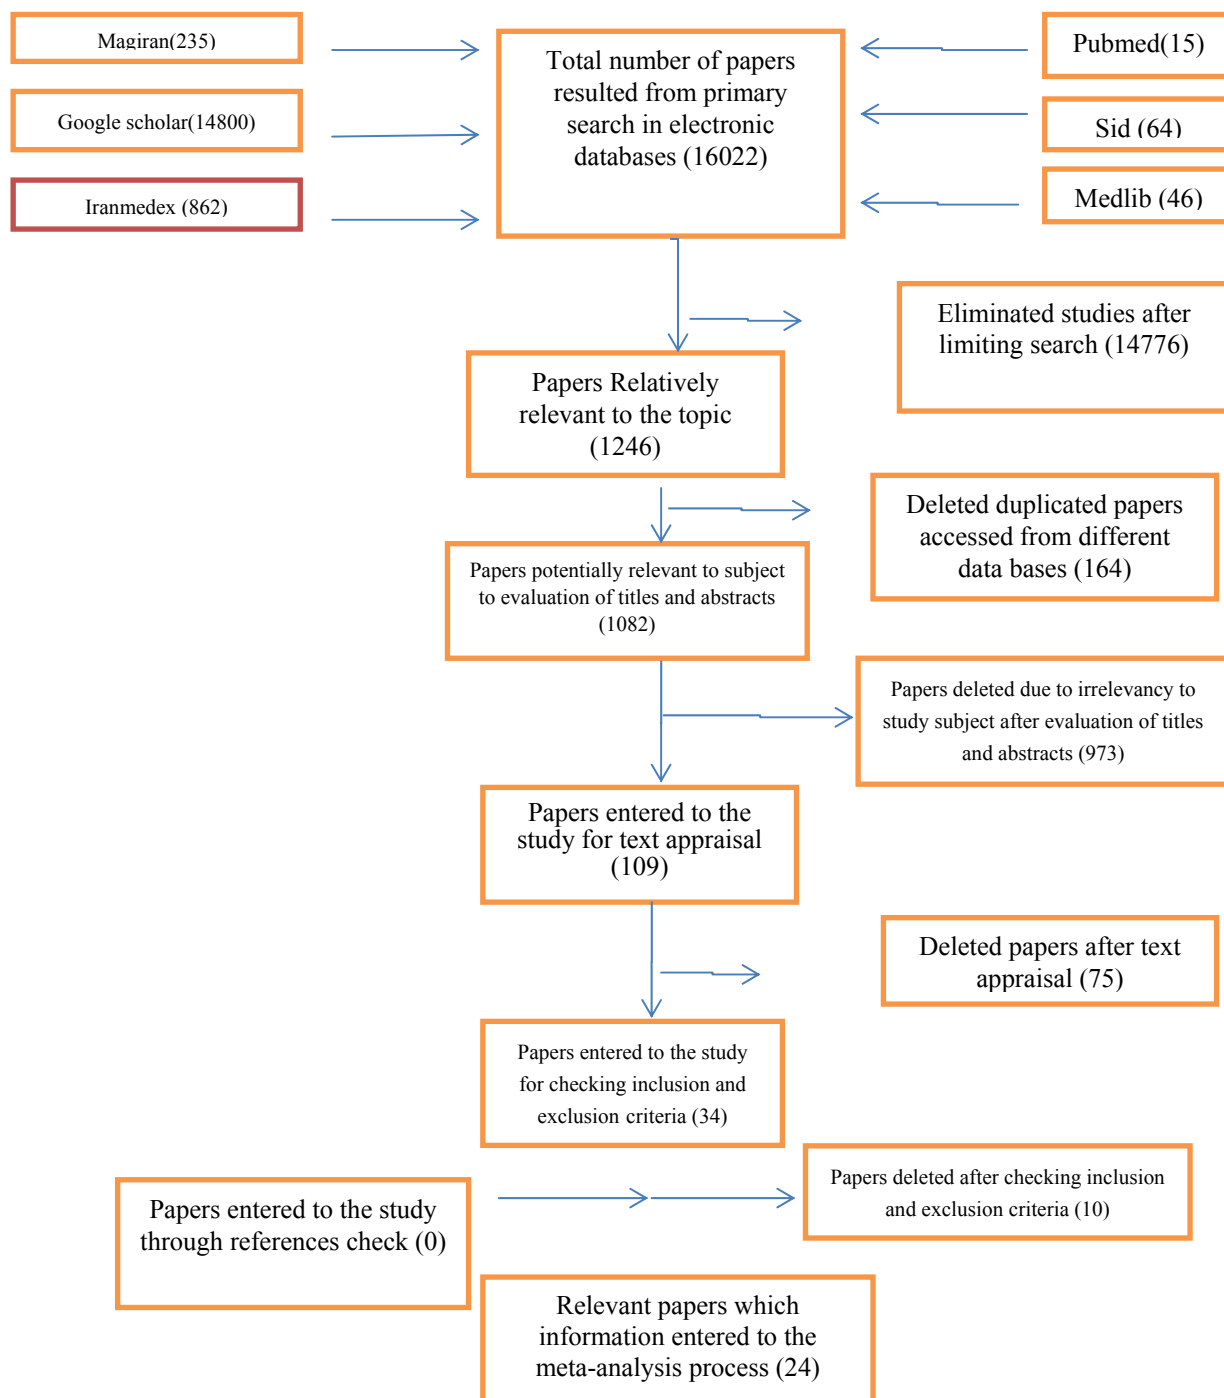 Magiran(235)
Google scholar(14800)
Iranmedex (862)
Total number of papers
resulted from primary
search in electronic
databases (16022)
Pubmed(15)
Sid (64)
Medlib (46)
Eliminated studies after
limiting search (14776)
Papers Relatively
relevant to the topic
(1246)
Deleted duplicated papers
accessed from different
data bases (164)
Papers potentially relevant to subject
to evaluation of titles and abstracts
(1082)
Papers deleted due to irrelevancy to
study subject after evaluation of titles
and abstracts (973)
Papers entered to the
study for text appraisal
(109)
Deleted papers after text
appraisal (75)
Papers entered to the study
for checking inclusion and
exclusion criteria (34)
Papers deleted after checking inclusion
and exclusion criteria (10)
Papers entered to the study
through references check (0)
Relevant papers which
information entered to the
meta-analysis process (24)